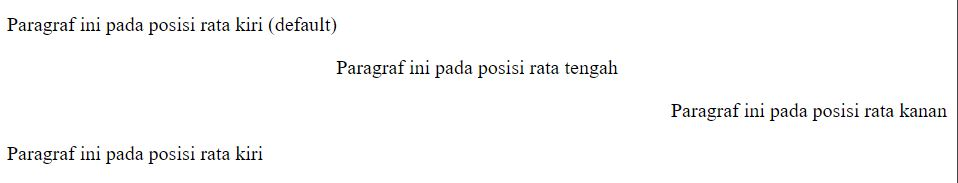 Paragraf ini pada posisi rata kiri (default)
Paragraf ini pada posisi rata tengah
Paragraf ini pada posisi rata kanan
Paragraf ini pada posisi rata kiri